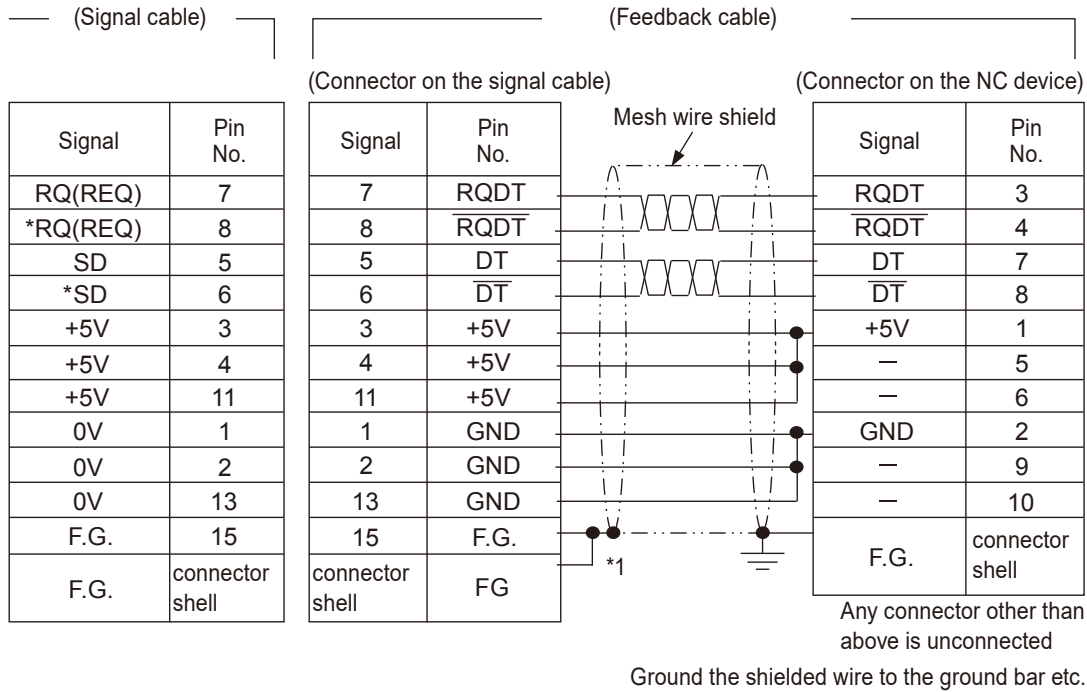 (Signal cable)
(Feedback cable)
(Connector on the signal cable)
(Connector on the NC device)
Signal Pin No.
RQ(REQ) 7
*RQ(REQ) 8
SD 5
*SD 6
+5V 3
+5V 4
+5V 11
0V 1
0V 2
0V 13
F.G. 15
F.G. connector shell
Signal Pin No.
7 RQDT
8 R̅Q̅D̅T̅
5 DT
6 D̅T̅
3 +5V
4 +5V
11 +5V
1 GND
2 GND
13 GND
15 F.G.
connector shell FG
Mesh wire shield
*1
Signal Pin No.
RQDT 3
R̅Q̅D̅T̅ 4
DT 7
D̅T̅ 8
+5V 1
– 5
– 6
GND 2
– 9
– 10
F.G. connector shell
Any connector other than
above is unconnected
Ground the shielded wire to the ground bar etc.